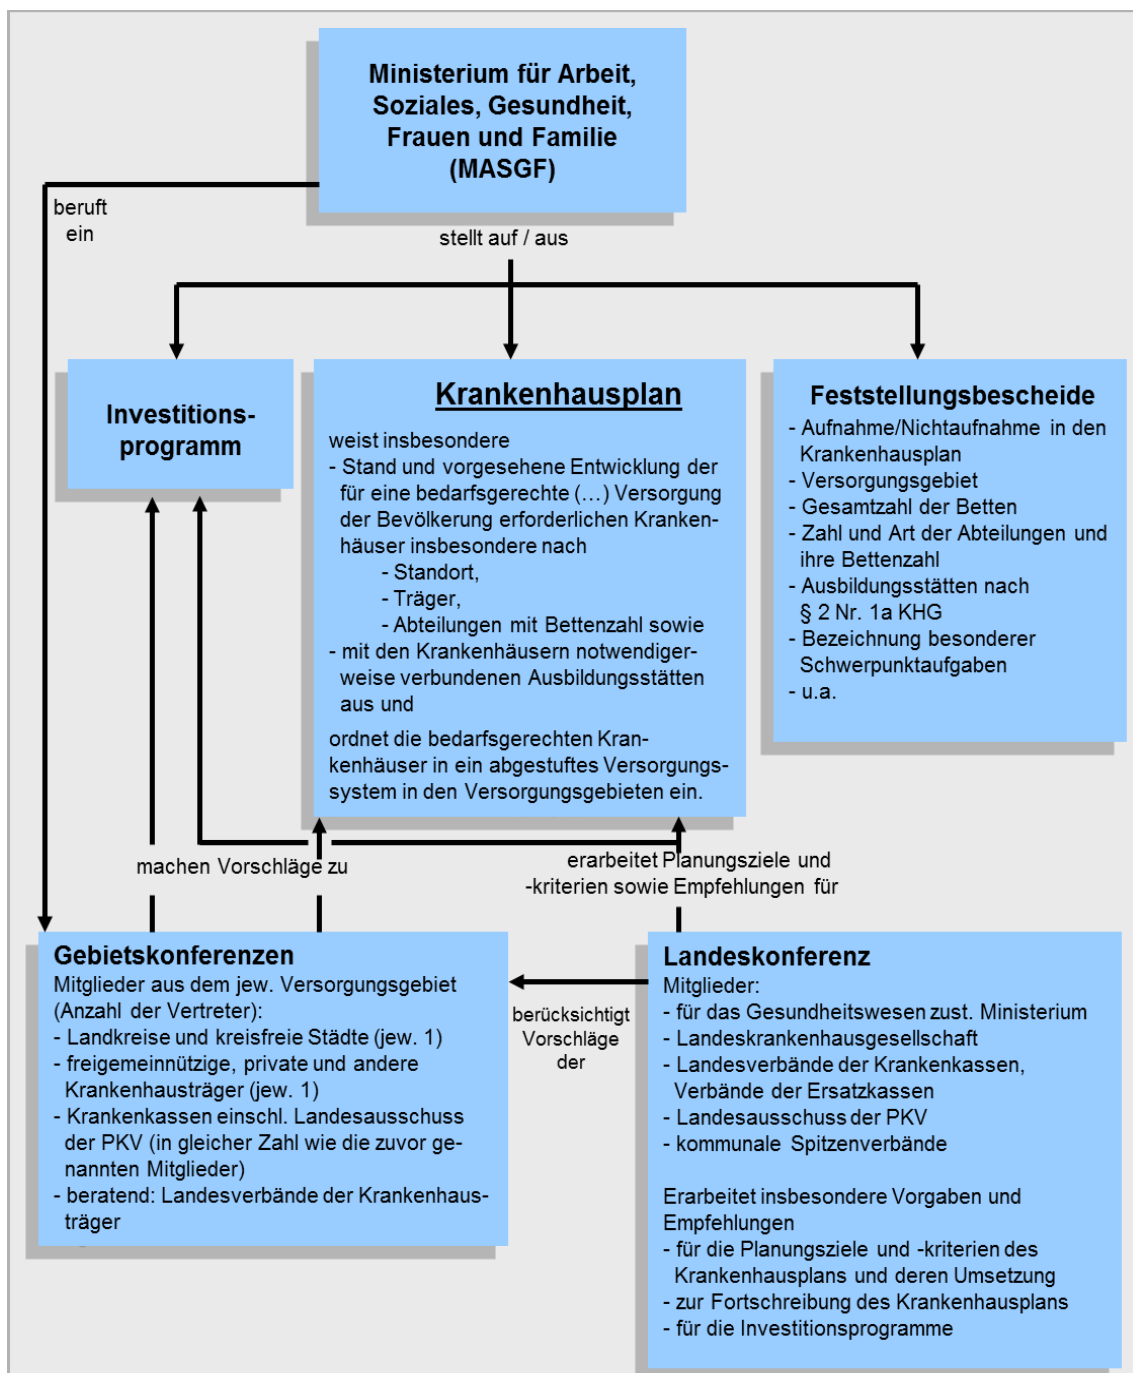 Ministerium für Arbeit,
Soziales, Gesundheit,
Frauen und Familie
(MASGF)
beruft
ein
stellt auf / aus
Investitions-
programm
Krankenhausplan
weist insbesondere
- Stand und vorgesehene Entwicklung der
für eine bedarfsgerechte (…) Versorgung
der Bevölkerung erforderlichen Kranken-
häuser insbesondere nach
- Standort,
- Träger,
- Abteilungen mit Bettenzahl sowie
- mit den Krankenhäusern notwendiger-
weise verbundenen Ausbildungsstätten
aus und
ordnet die bedarfsgerechten Kran-
kenhäuser in ein abgestuftes Versorgungs-
system in den Versorgungsgebieten ein.
Feststellungsbescheide
- Aufnahme/Nichtaufnahme in den
Krankenhausplan
- Versorgungsgebiet
- Gesamtzahl der Betten
- Zahl und Art der Abteilungen und
ihre Bettenzahl
- Ausbildungsstätten nach
§ 2 Nr. 1a KHG
- Bezeichnung besonderer
Schwerpunktaufgaben
- u.a.
machen Vorschläge zu
erarbeitet Planungsziele und
-kriterien sowie Empfehlungen für
Gebietskonferenzen
Mitglieder aus dem jew. Versorgungsgebiet
(Anzahl der Vertreter):
- Landkreise und kreisfreie Städte (jew. 1)
- freigemeinnützige, private und andere
Krankenhausträger (jew. 1)
- Krankenkassen einschl. Landesausschuss
der PKV (in gleicher Zahl wie die zuvor ge-
nannten Mitglieder)
- beratend: Landesverbände der Krankenhaus-
träger
berücksichtigt
Vorschläge
der
Landeskonferenz
Mitglieder:
- für das Gesundheitswesen zust. Ministerium
- Landeskrankenhausgesellschaft
- Landesverbände der Krankenkassen,
Verbände der Ersatzkassen
- Landesausschuss der PKV
- kommunale Spitzenverbände
Erarbeitet insbesondere Vorgaben und
Empfehlungen
- für die Planungsziele und -kriterien des
Krankenhausplans und deren Umsetzung
- zur Fortschreibung des Krankenhausplans
- für die Investitionsprogramme